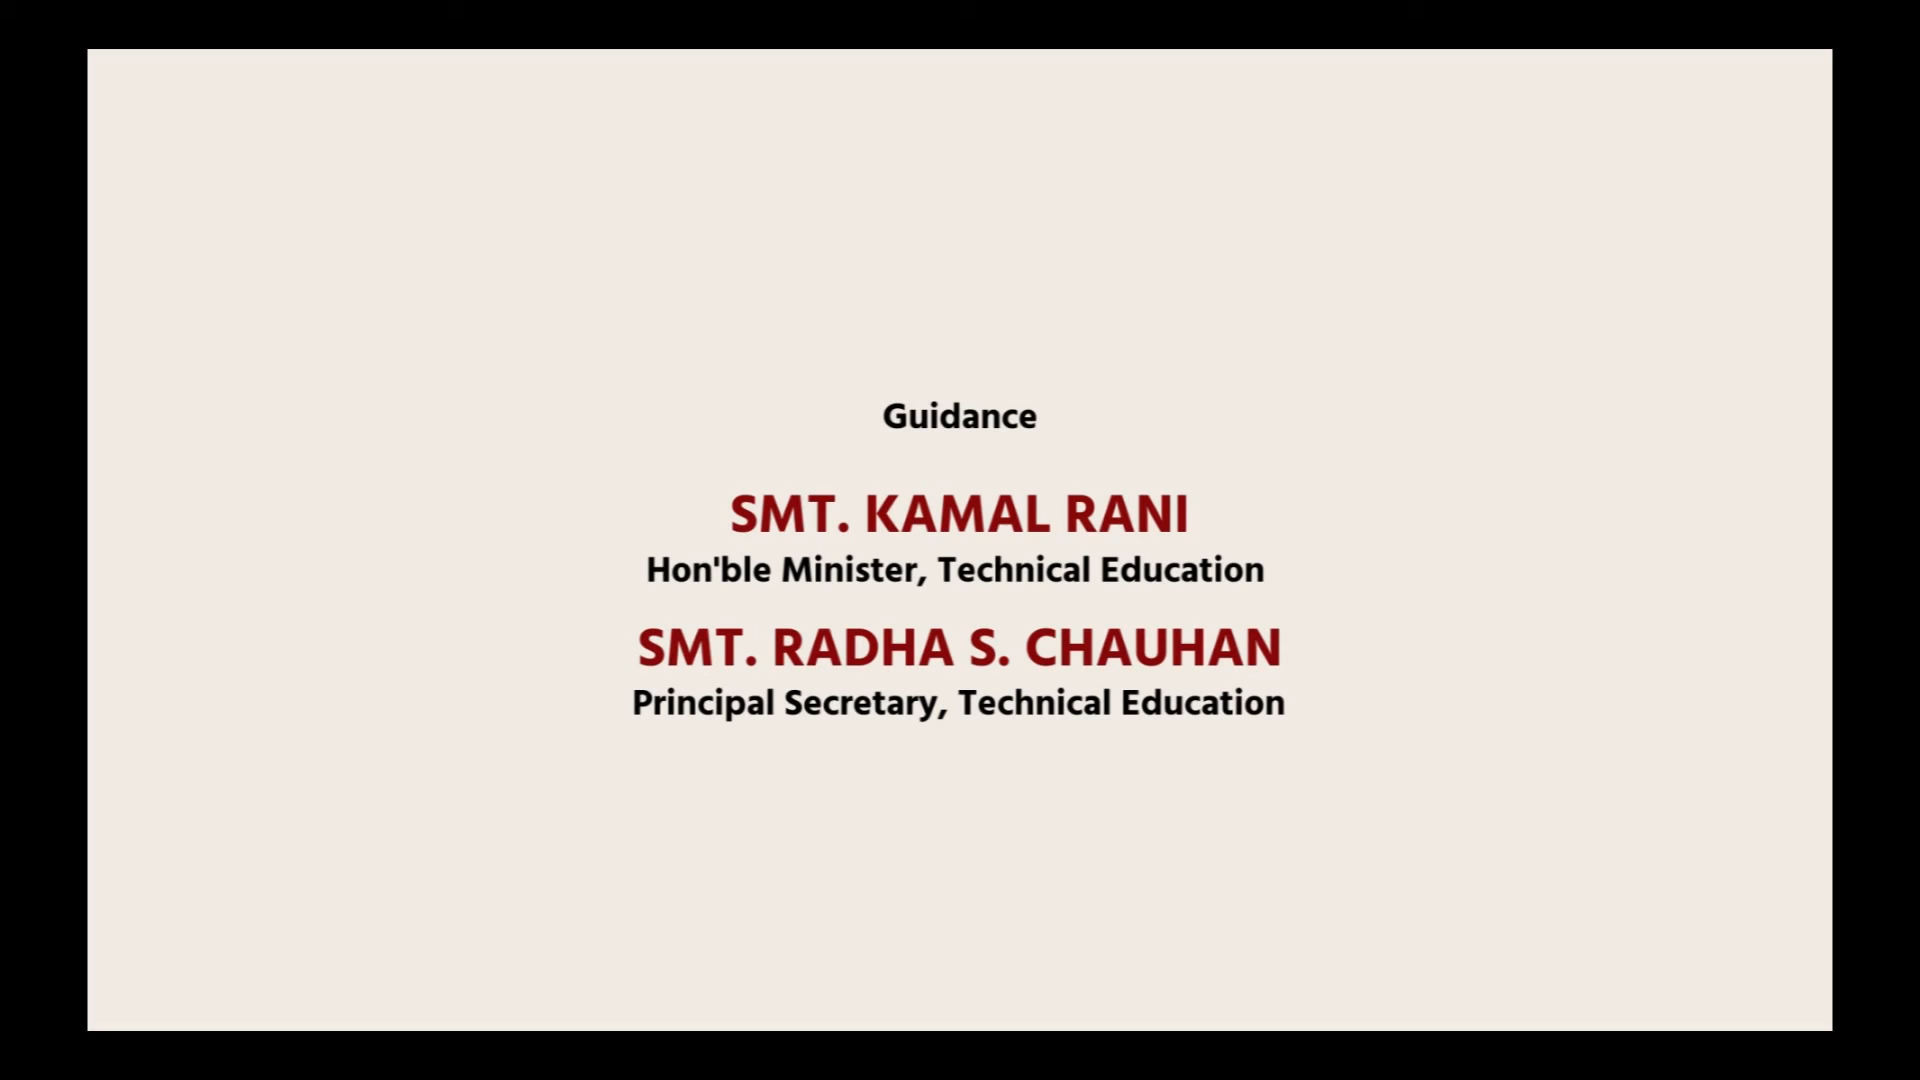 Guidance
SMT. KAMAL RANI
Hon'ble Minister, Technical Education
SMT. RADHA S. CHAUHAN
Principal Secretary, Technical Education